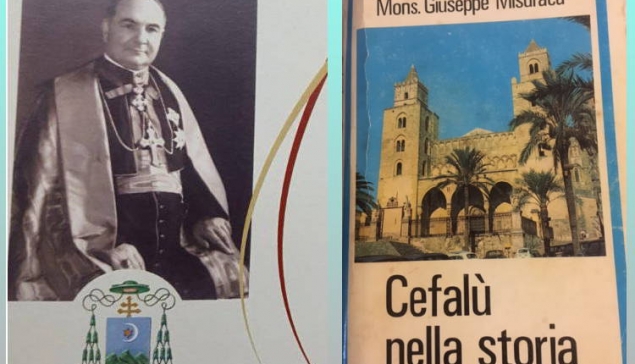 Mons. Giuseppe Misuraca
Cefalù
nella storia